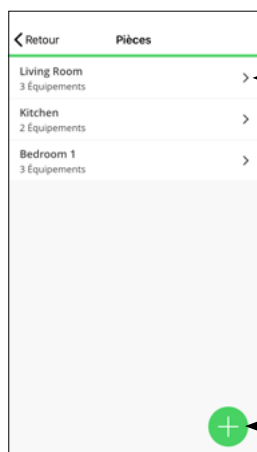 Retour Pièces
Living Room
3 Équipements
Kitchen
2 Équipements
Bedroom 1
3 Équipements